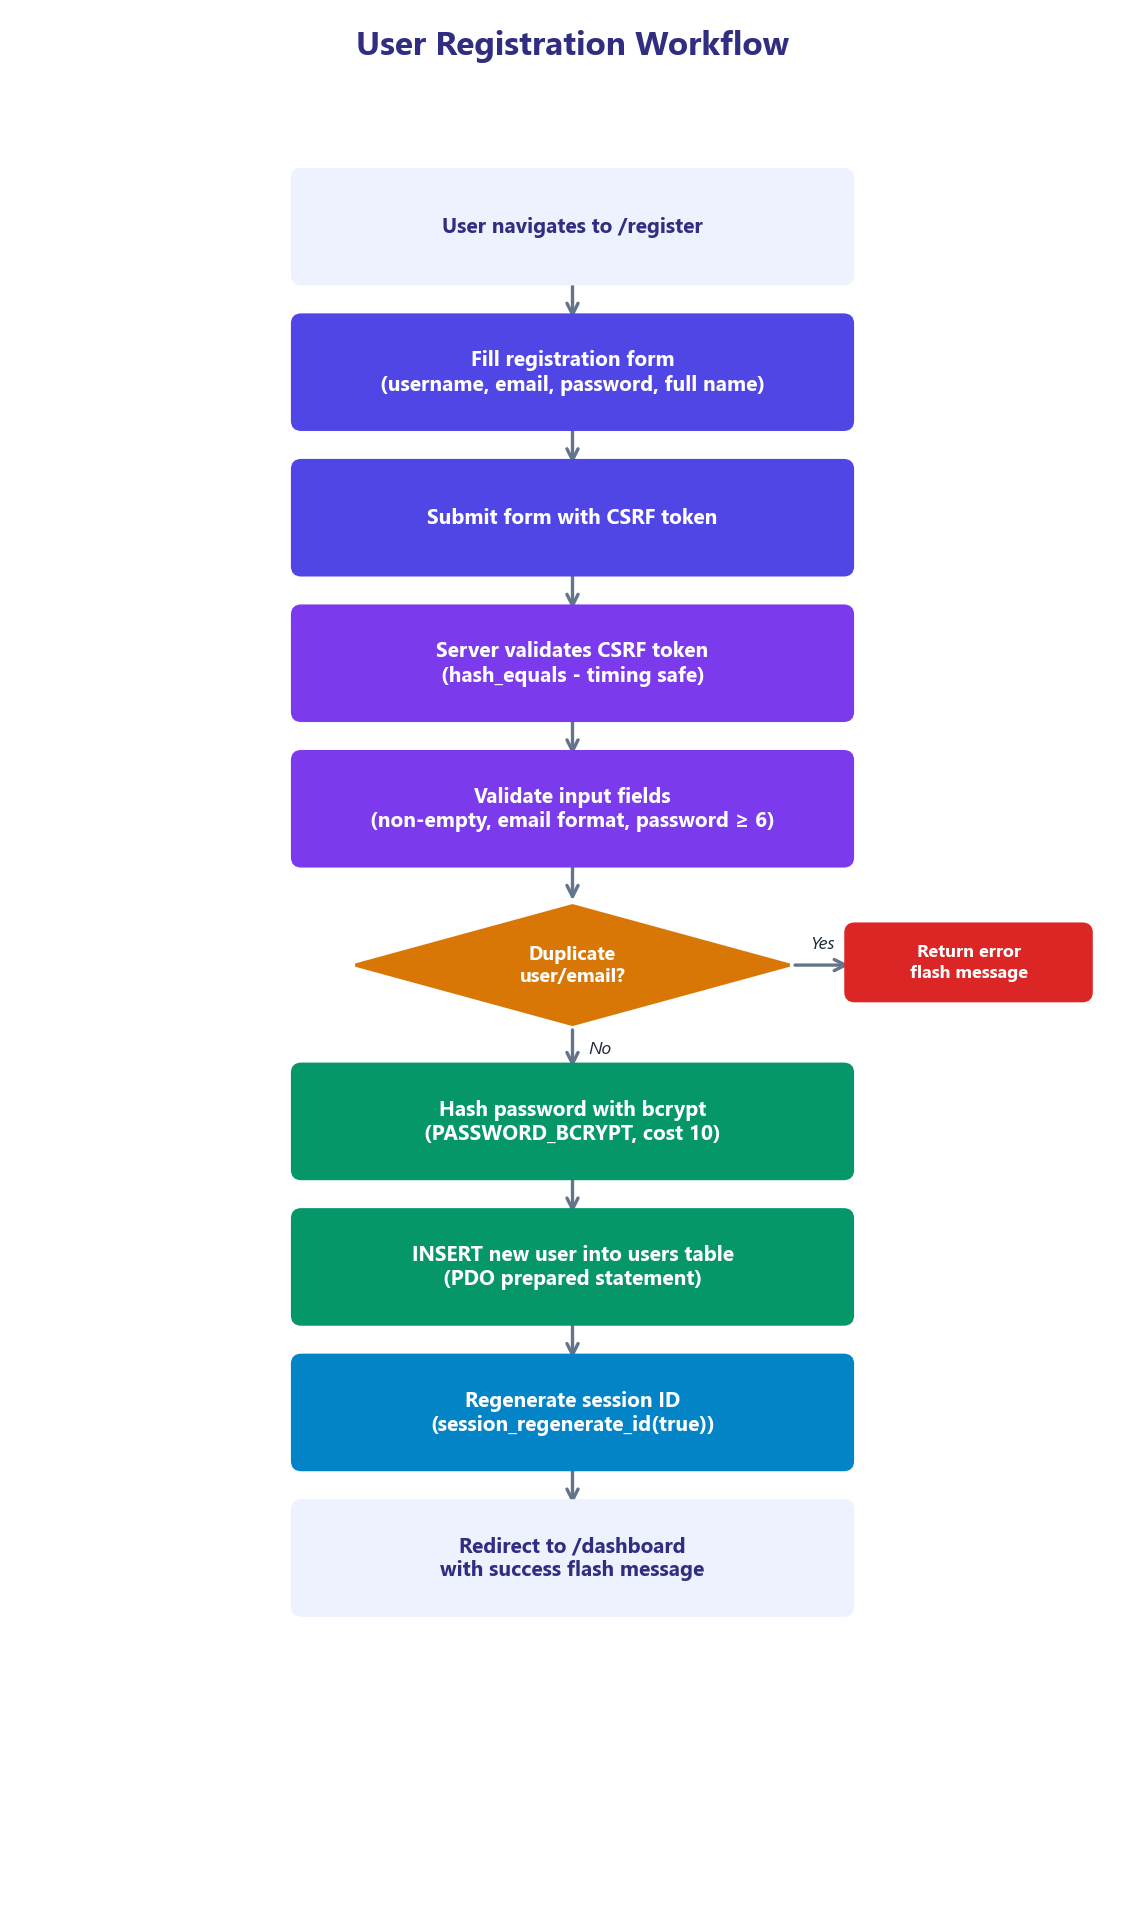 User Registration Workflow
User navigates to /register
Fill registration form
(username, email, password, full name)
Submit form with CSRF token
Server validates CSRF token
(hash_equals - timing safe)
Validate input fields
(non-empty, email format, password ≥ 6)
Duplicate
user/email?
Yes
Return error
flash message
No
Hash password with bcrypt
(PASSWORD_BCRYPT, cost 10)
INSERT new user into users table
(PDO prepared statement)
Regenerate session ID
(session_regenerate_id(true))
Redirect to /dashboard
with success flash message